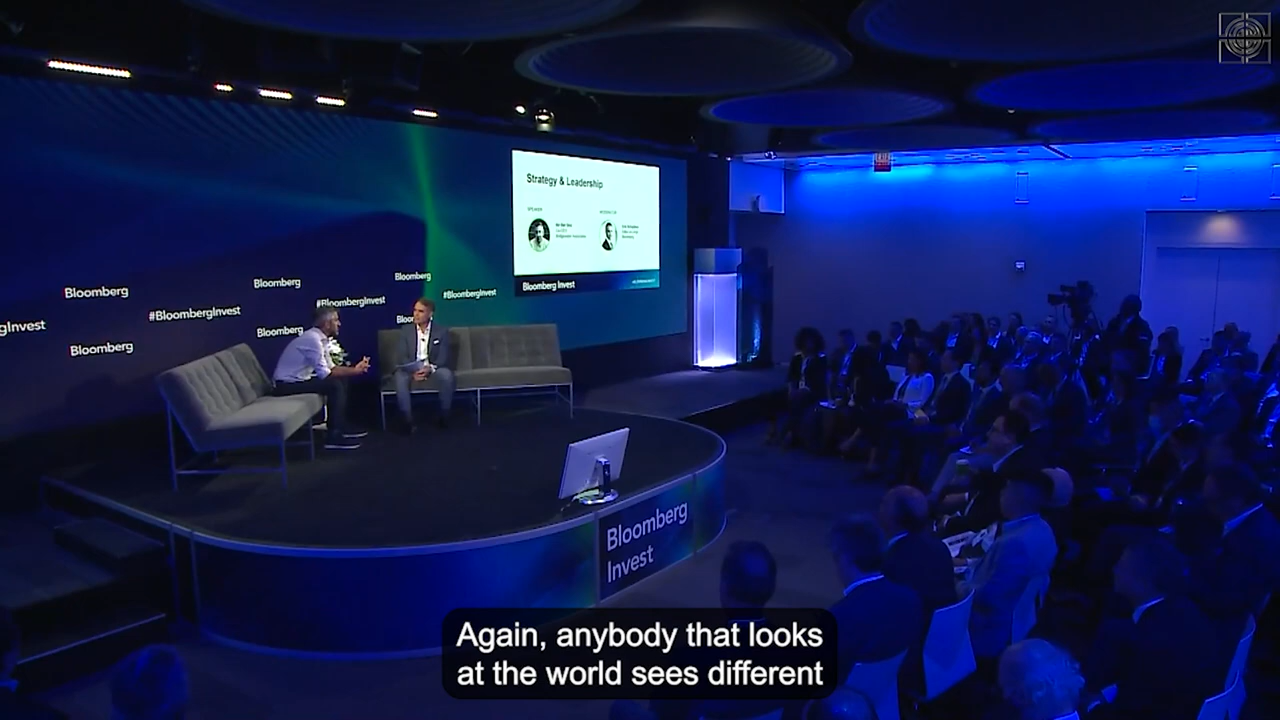 Strategy & Leadership
Bloomberg Invest
Bloomberg
Bloomberg
Bloomberg
#BloombergInvest
#BloombergInvest
#BloombergInvest
gInvest
Bloomberg
Bloomberg
Bloo
Bloomberg
Invest
Again, anybody that looks
at the world sees different